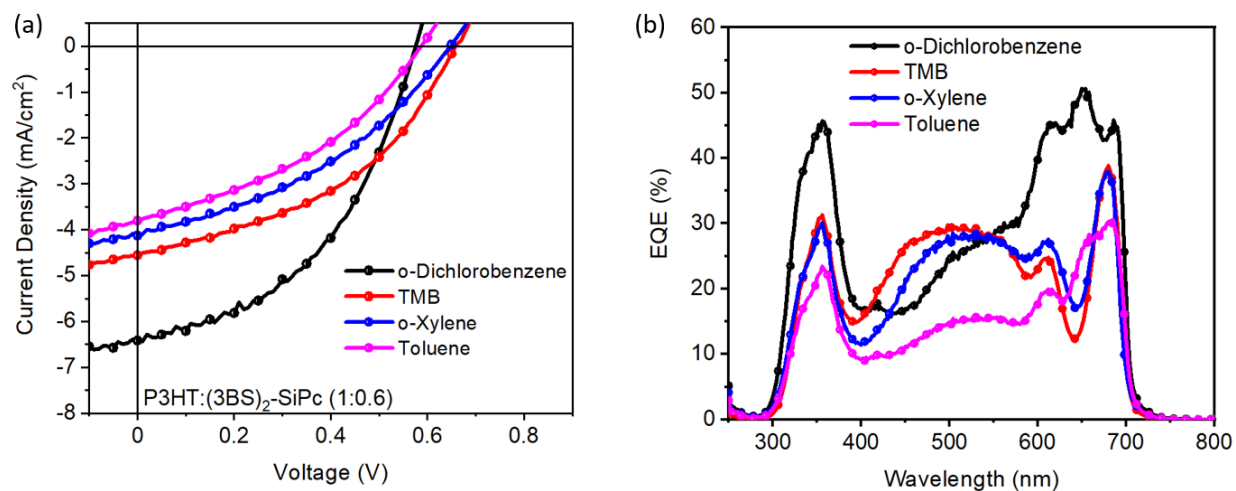 (a)
0
-1
-2
-3
-4
-5
-6
-7
-8
Current Density (mA/cm²)
o-Dichlorobenzene
TMB
o-Xylene
Toluene
P3HT:(3BS)₂-SiPc (1:0.6)
0 0.2 0.4 0.6 0.8
Voltage (V)
(b)
60
50
40
30
20
10
0
EQE (%)
o-Dichlorobenzene
TMB
o-Xylene
Toluene
300 400 500 600 700 800
Wavelength (nm)